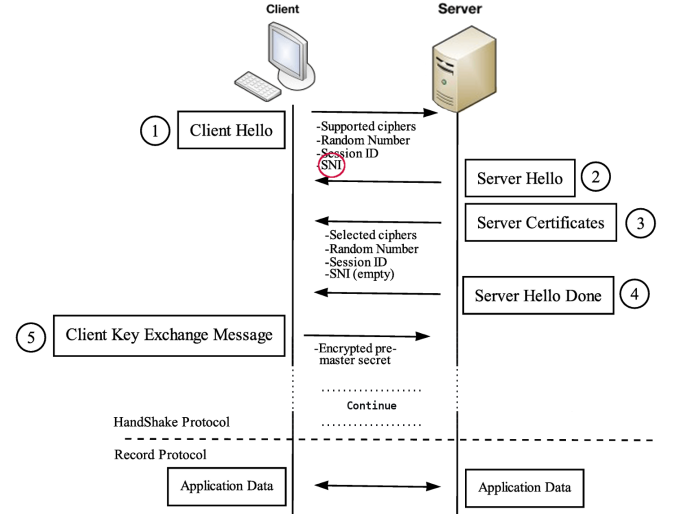 Client
Server
1
Client Hello
-Supported ciphers
-Random Number
-Session ID
-SNI
Server Hello
2
Server Certificates
3
-Selected ciphers
-Random Number
-Session ID
-SNI (empty)
Server Hello Done
4
5
Client Key Exchange Message
-Encrypted pre-
master secret
Continue
HandShake Protocol
Record Protocol
Application Data
Application Data